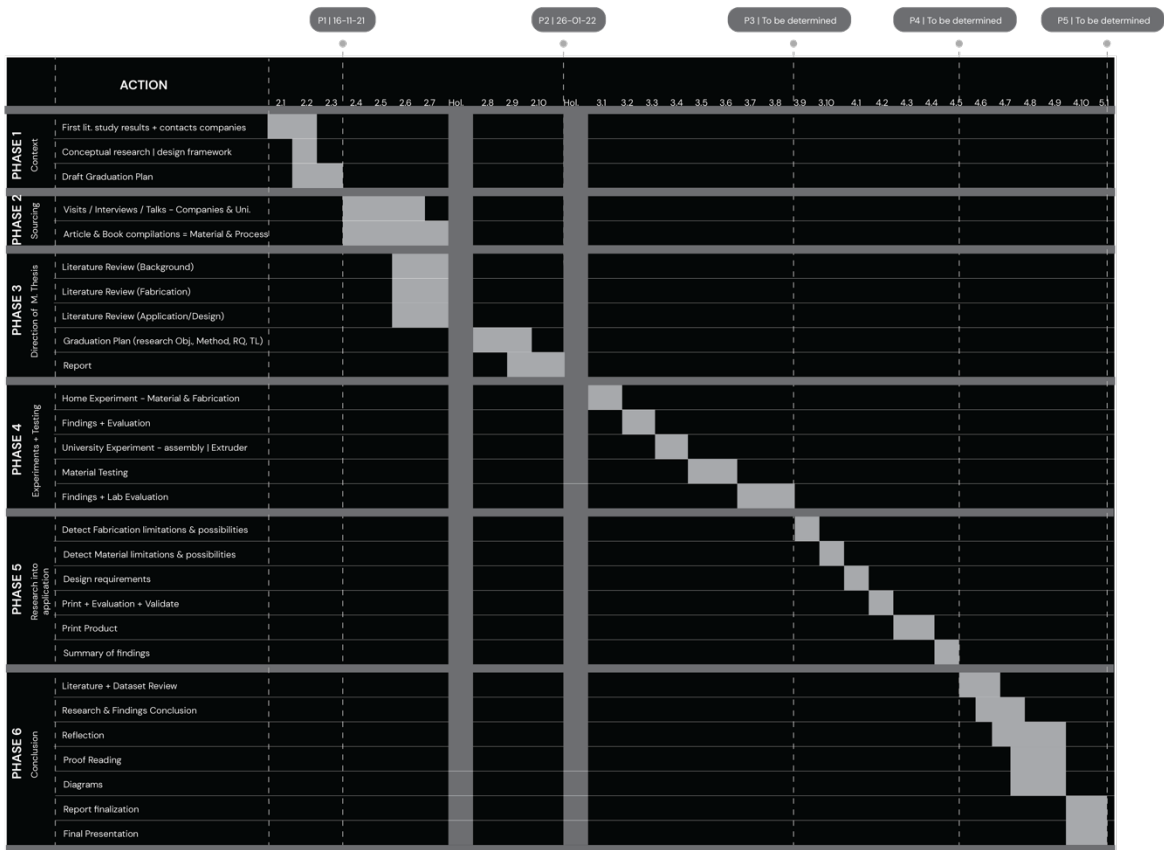 P1 | 16-11-21
P2 | 26-01-22
P3 | To be determined
P4 | To be determined
P5 | To be determined
ACTION
2.1 2.2 2.3 2.4 2.5 2.6 2.7 Hol. 2.8 2.9 2.10 Hol. 3.1 3.2 3.3 3.4 3.5 3.6 3.7 3.8 3.9 3.10 4.1 4.2 4.3 4.4 4.5 4.6 4.7 4.8 4.9 4.10 5.1
PHASE 1
Context
First lit. study results + contacts companies
Conceptual research | design framework
Draft Graduation Plan
PHASE 2
Sourcing
Visits / Interviews / Talks - Companies & Uni.
Article & Book compilations = Material & Process
PHASE 3
Direction of M. Thesis
Literature Review (Background)
Literature Review (Fabrication)
Literature Review (Application/Design)
Graduation Plan (research Obj., Method, RQ, TL)
Report
PHASE 4
Experiments + Testing
Home Experiment - Material & Fabrication
Findings + Evaluation
University Experiment - assembly | Extruder
Material Testing
Findings + Lab Evaluation
PHASE 5
Research into
application
Detect Fabrication limitations & possibilities
Detect Material limitations & possibilities
Design requirements
Print + Evaluation + Validate
Print Product
Summary of findings
PHASE 6
Conclusion
Literature + Dataset Review
Research & Findings Conclusion
Reflection
Proof Reading
Diagrams
Report finalization
Final Presentation